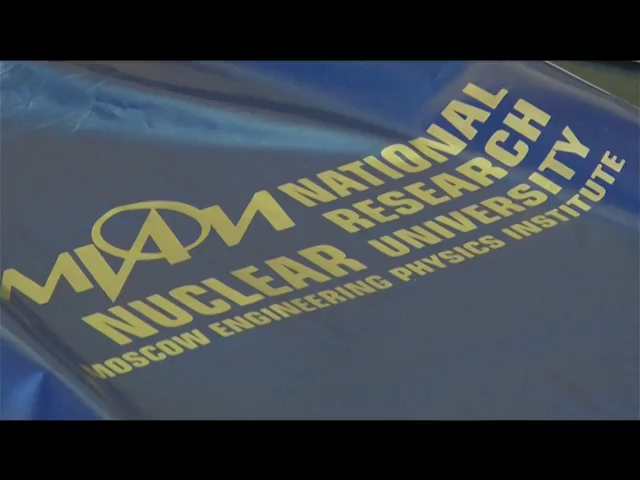 МИФИ NATIONAL
RESEARCH
NUCLEAR UNIVERSITY
MOSCOW ENGINEERING PHYSICS INSTITUTE